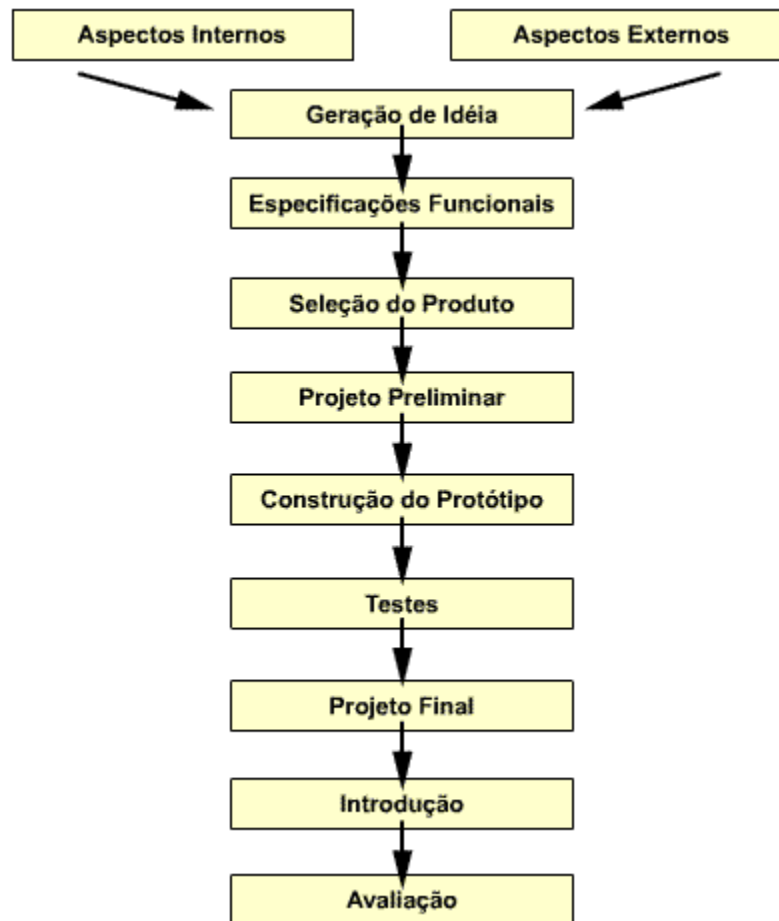 Aspectos Internos
Aspectos Externos
Geração de Idéia
Especificações Funcionais
Seleção do Produto
Projeto Preliminar
Construção do Protótipo
Testes
Projeto Final
Introdução
Avaliação